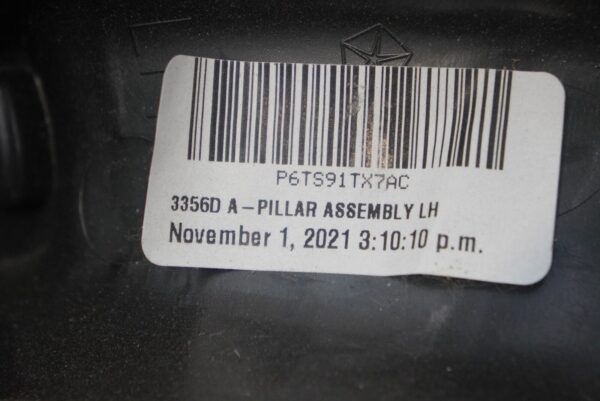 P6TS91TX7AC
3356D A-PILLAR ASSEMBLY LH
November 1, 2021 3:10:10 p.m.